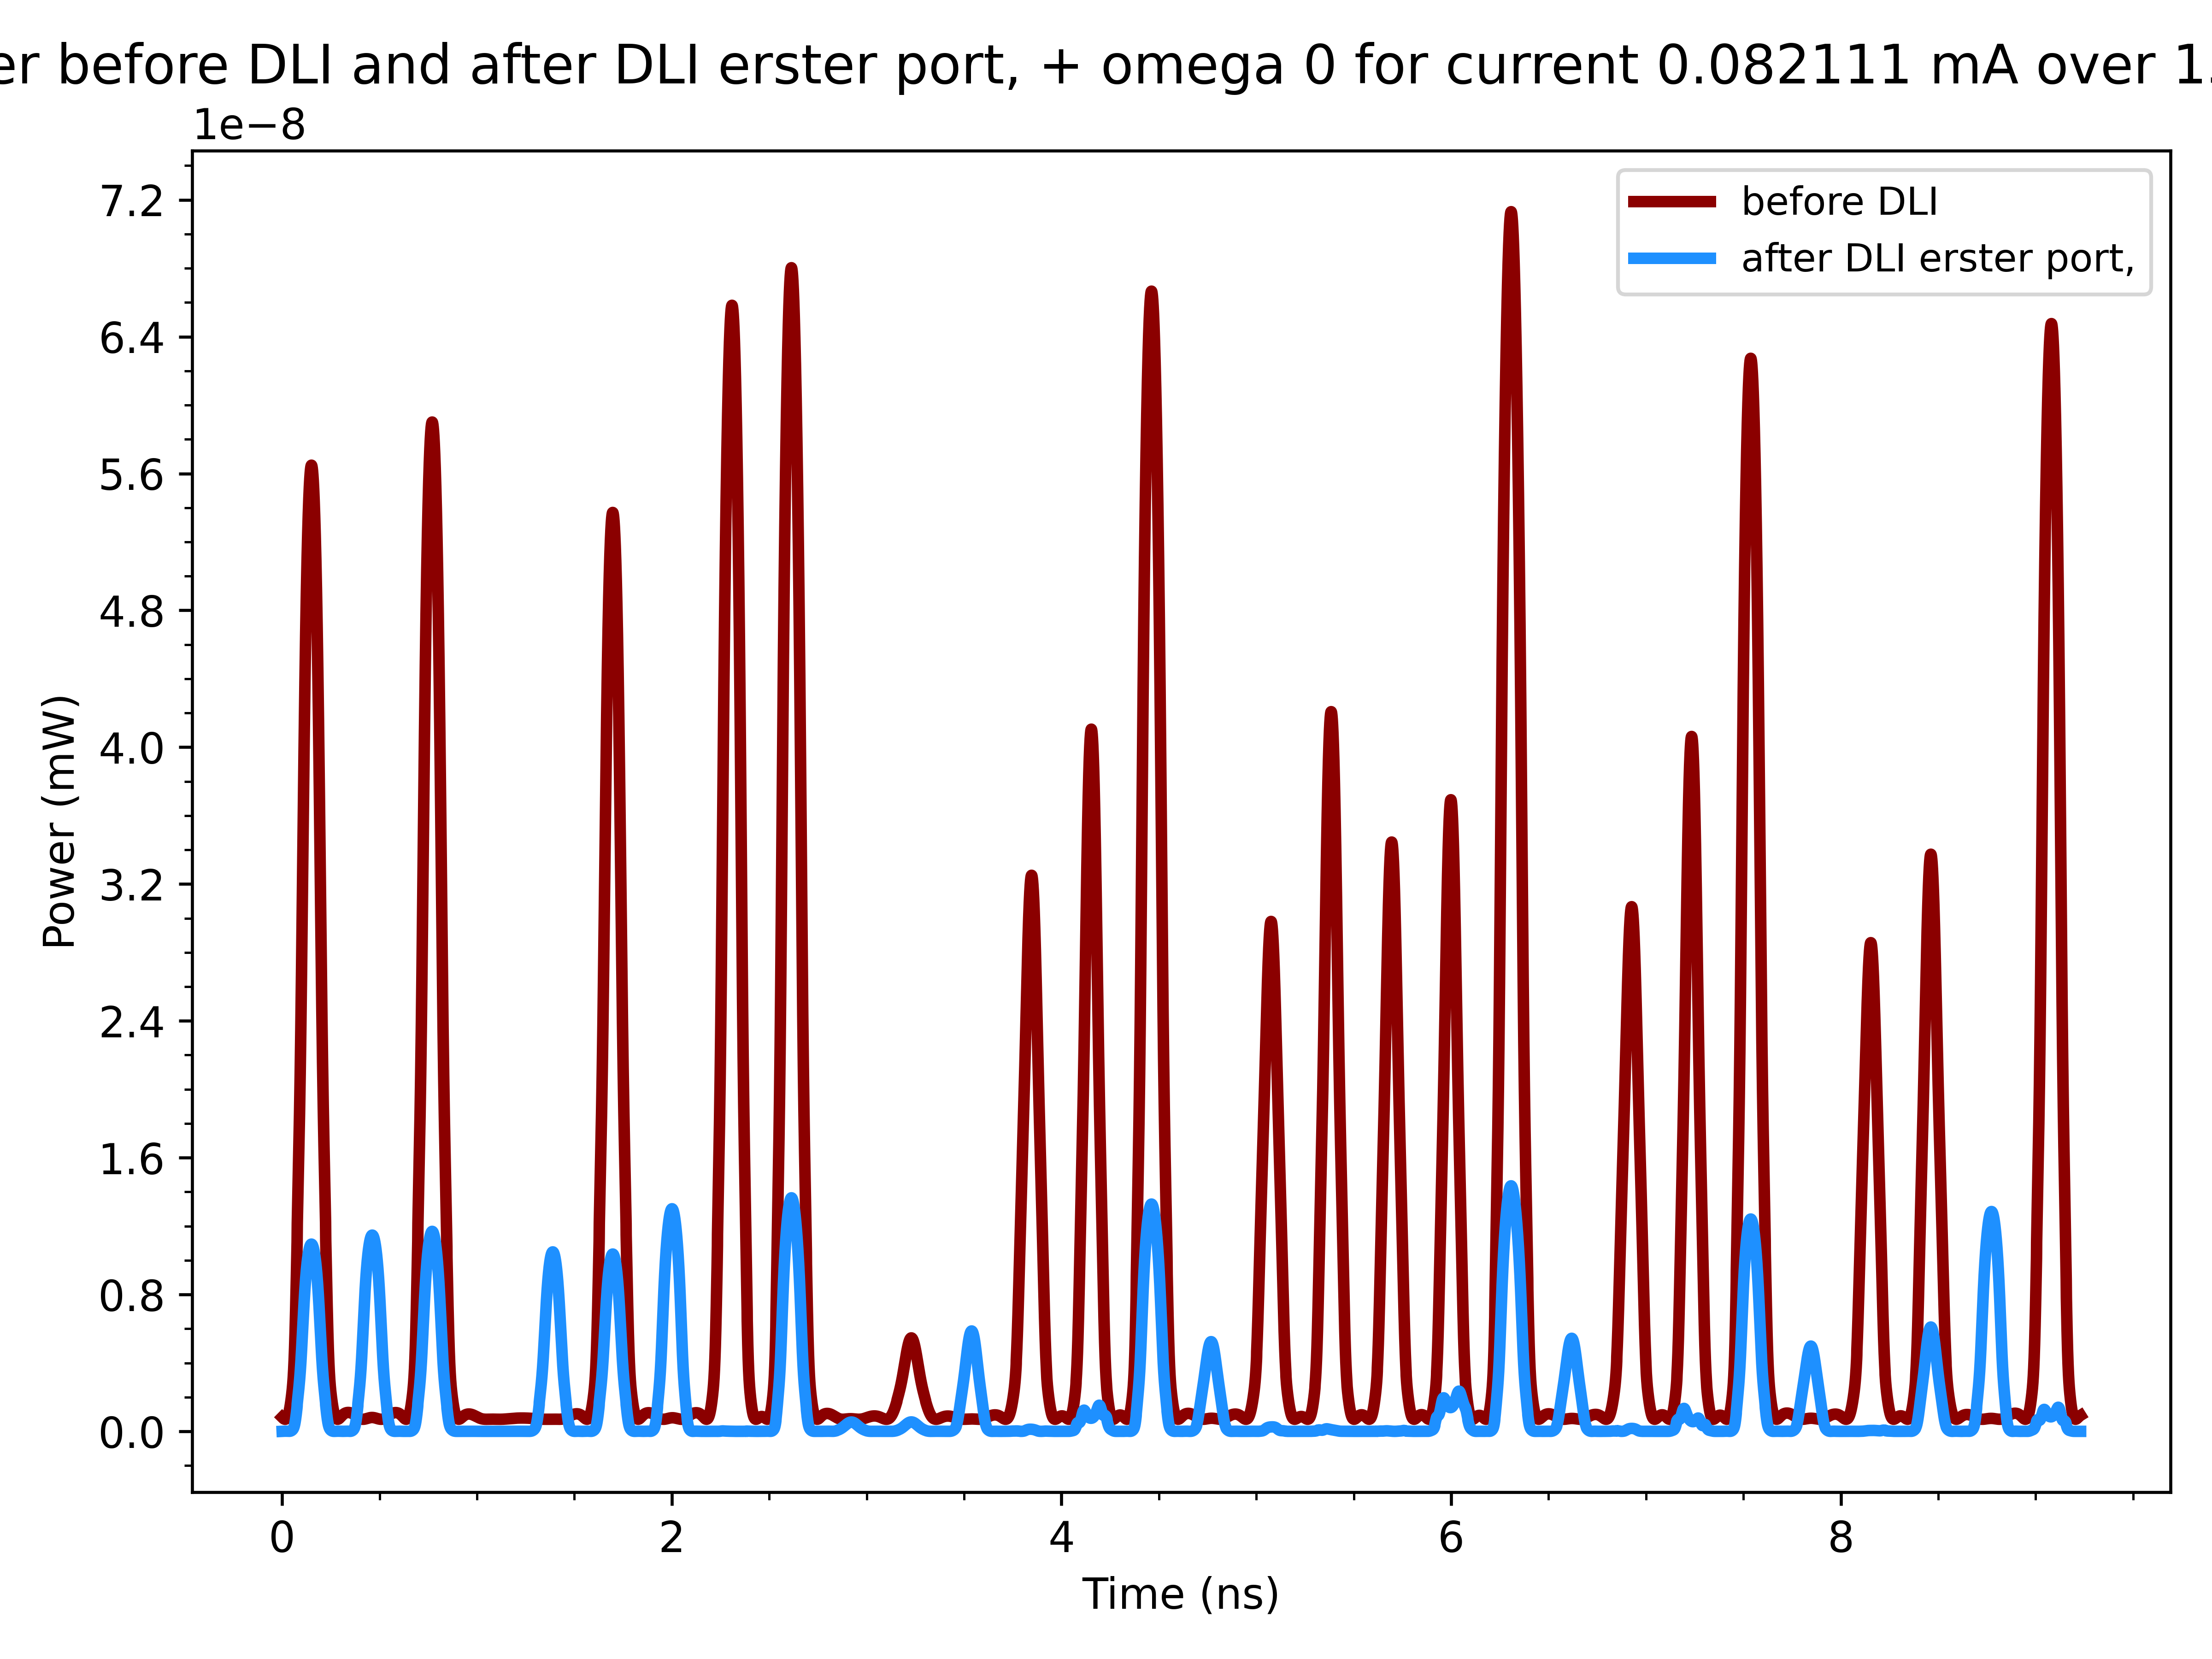 er before DLI and after DLI erster port, + omega 0 for current 0.082111 mA over 1.
1e−8
before DLI
after DLI erster port,
7.2
6.4
5.6
4.8
4.0
3.2
2.4
1.6
0.8
0.0
Power (mW)
0 2 4 6 8
Time (ns)